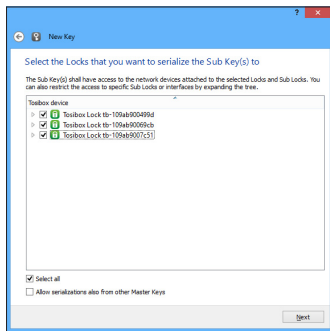 ?
New Key
Select the Locks that you want to serialize the Sub Key(s) to
The Sub Key(s) shall have access to the network devices attached to the selected Locks and Sub Locks. You
can also restrict the access to specific Sub Locks or interfaces by expanding the tree.
Tosibox device
Tosibox Lock tb-109ab900499d
Tosibox Lock tb-109ab90069cb
Tosibox Lock tb-109ab9007c51
Select all
Allow serializations also from other Master Keys
Next